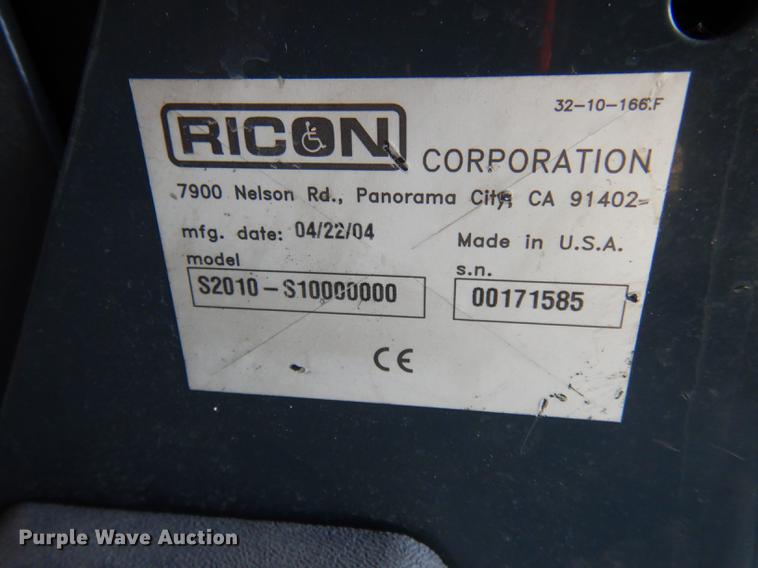 32-10-166.F
RICON
CORPORATION
7900 Nelson Rd., Panorama City, CA 91402
mfg. date: 04/22/04
Made in U.S.A.
model
s.n.
S2010-S10000000
00171585
CE
Purple Wave Auction